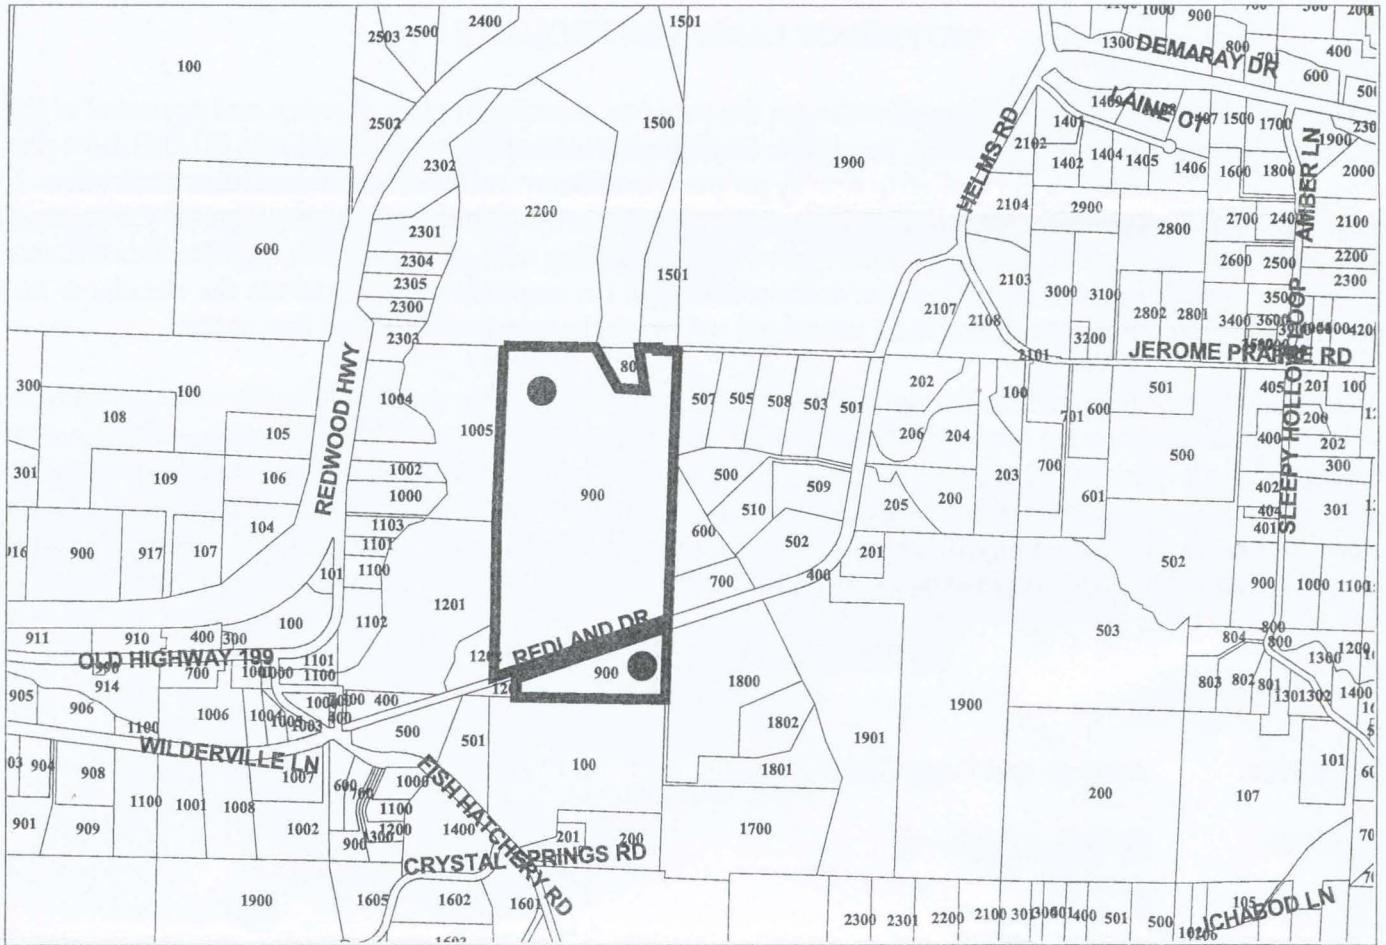 2400 1501 1000 900 200
2503 2500
100
1300 DEMARAY DR 800 400
600
2502 1500 1900 LAINE CT 1500 1700
1401
2302 HELMS RD 2102 1402 1404 1405 1406 1600 1800 AMBER LN 1900 2000
2200 2104 2900 2800 2700 2100
600 2301
2304 2600 2500 2200
2305 1501 2103 3000 3100 3500 2300
2300 2107 2108 2802 2801 3400 3600
2303 3200
2101 JEROME PRAIRIE RD
300 100 REDWOOD HWY 1004 202 100 501 405 201 100
108 507 505 508 503 501 701 600 200
105 1005 206 204 400 202
301 109 106 1002 500 509 203 700 500 SLEEPY HOLLOW LOOP 300
1000 900 510 205 200 601 402 301
104 1103 404
900 917 107 1101 600 502 201 401
101 1100 700 400 502 900 1000 1100
1201
911 910 400 300 100 1102 REDLAND DR 503 804 800 800
OLD HIGHWAY 199 1101 1300 1200
700 1100 900 1800 803 802 801
905 914 1301 1302 1400
906 1006 1004 400 1900
1100 1003 500 1802
WILDERVILLE LN 501 1901 101
904 908 1007 FISH HATCHERY RD 100 1801
600 1000 200 107
1100 1001 1008 1100
901 909 1002 1200 1400 201 200 1700
900 1300
CRYSTAL SPRINGS RD
1900 1605 1602 1601 105 ICHABOD LN
2300 2301 2200 2100 400 501 500